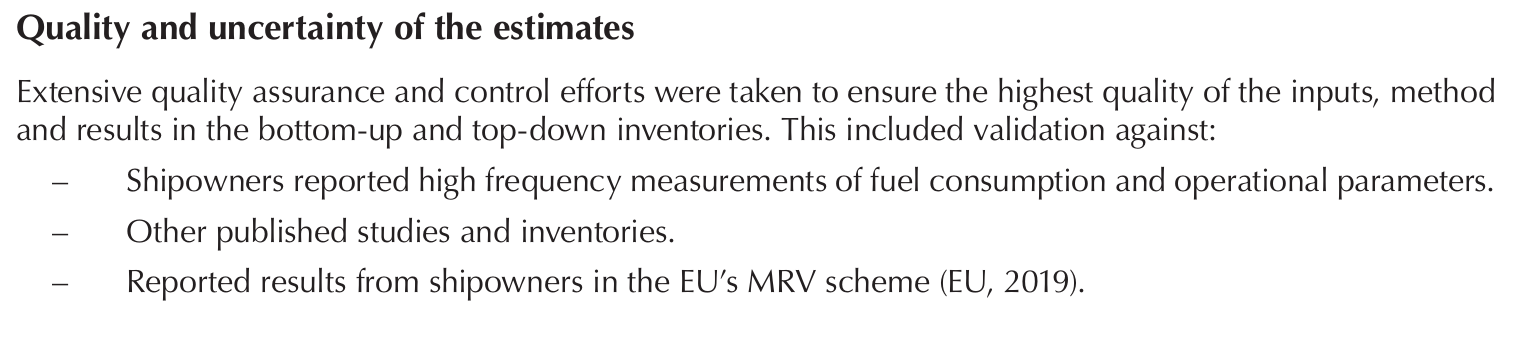 Quality and uncertainty of the estimates
Extensive quality assurance and control efforts were taken to ensure the highest quality of the inputs, method
and results in the bottom-up and top-down inventories. This included validation against:
– Shipowners reported high frequency measurements of fuel consumption and operational parameters.
– Other published studies and inventories.
– Reported results from shipowners in the EU’s MRV scheme (EU, 2019).